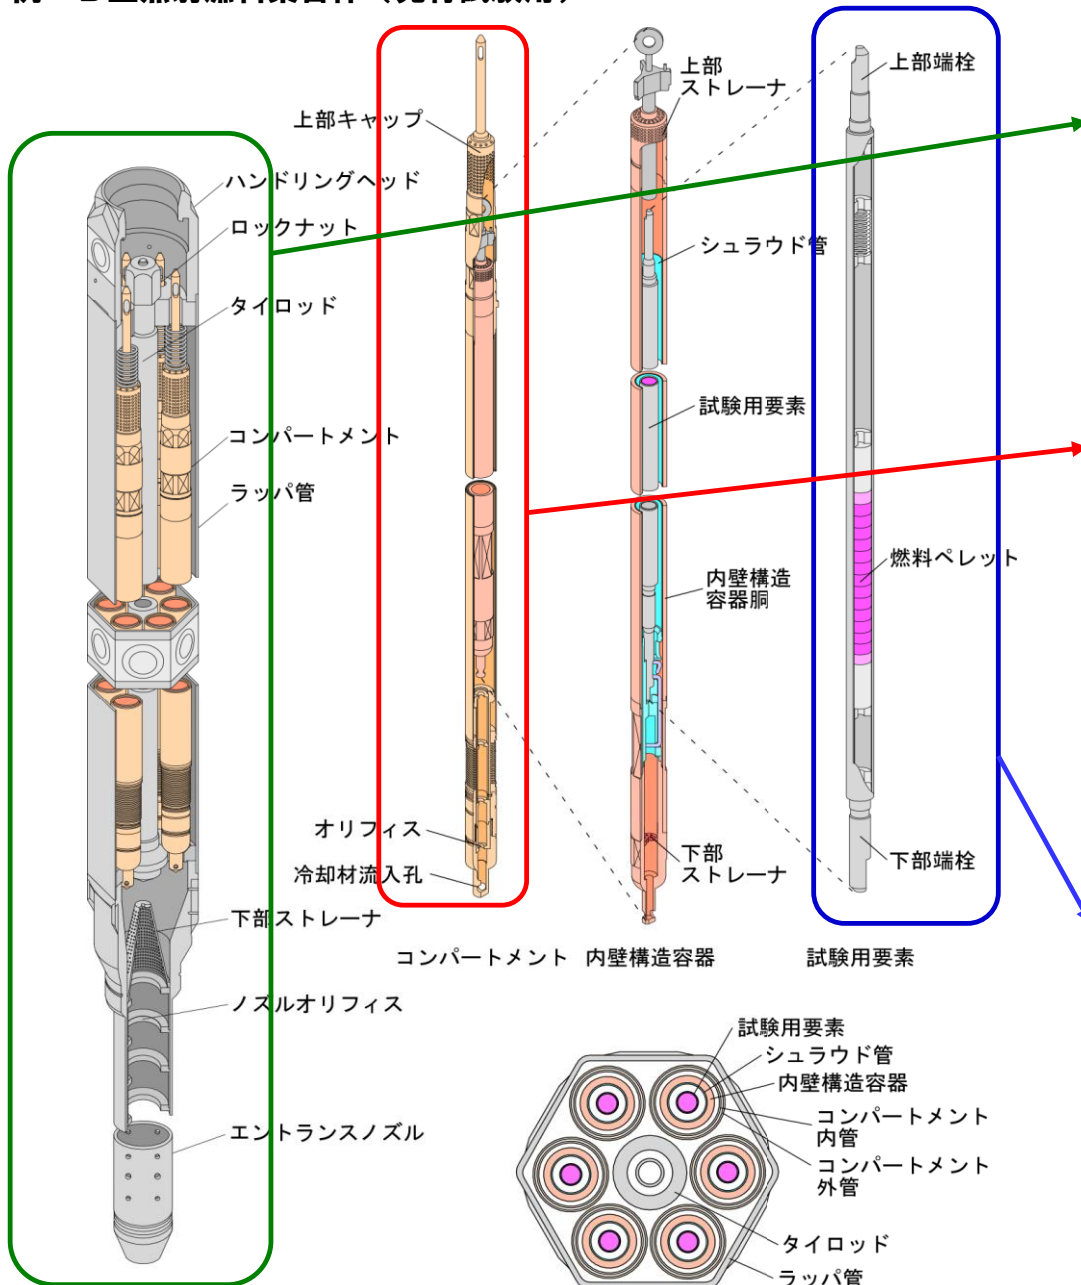 上部キャップ
上部
ストレーナ
上部端栓
ハンドリングヘッド
ロックナット
タイロッド
シュラウド管
コンパートメント
ラッパ管
試験用要素
燃料ペレット
内壁構造
容器胴
オリフィス
冷却材流入孔
下部
ストレーナ
下部端栓
下部ストレーナ
コンパートメント
内壁構造容器
試験用要素
ノズルオリフィス
エントランスノズル
試験用要素
シュラウド管
内壁構造容器
コンパートメント
内管
コンパートメント
外管
タイロッド
ラッパ管